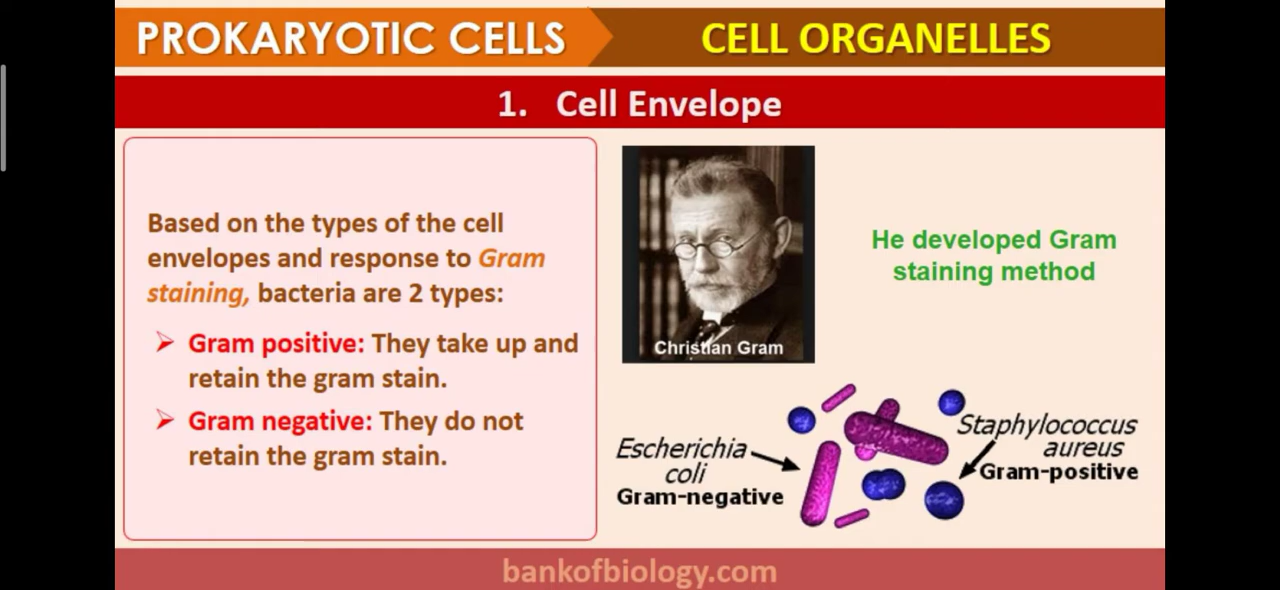 PROKARYOTIC CELLS
CELL ORGANELLES
1. Cell Envelope
Based on the types of the cell
envelopes and response to Gram
staining, bacteria are 2 types:
➢ Gram positive: They take up and
retain the gram stain.
➢ Gram negative: They do not
retain the gram stain.
Christian Gram
He developed Gram
staining method
Escherichia
coli
Gram-negative
Staphylococcus
aureus
Gram-positive
bankofbiology.com